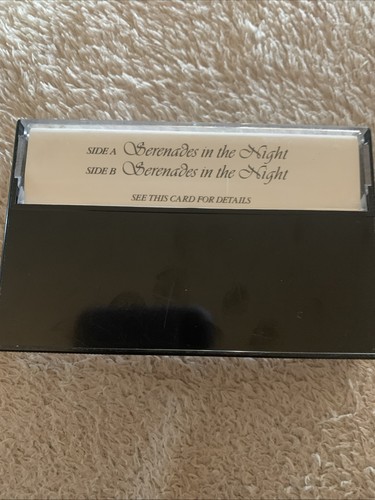 SIDE A Serenades in the Night
SIDE B Serenades in the Night
SEE THIS CARD FOR DETAILS